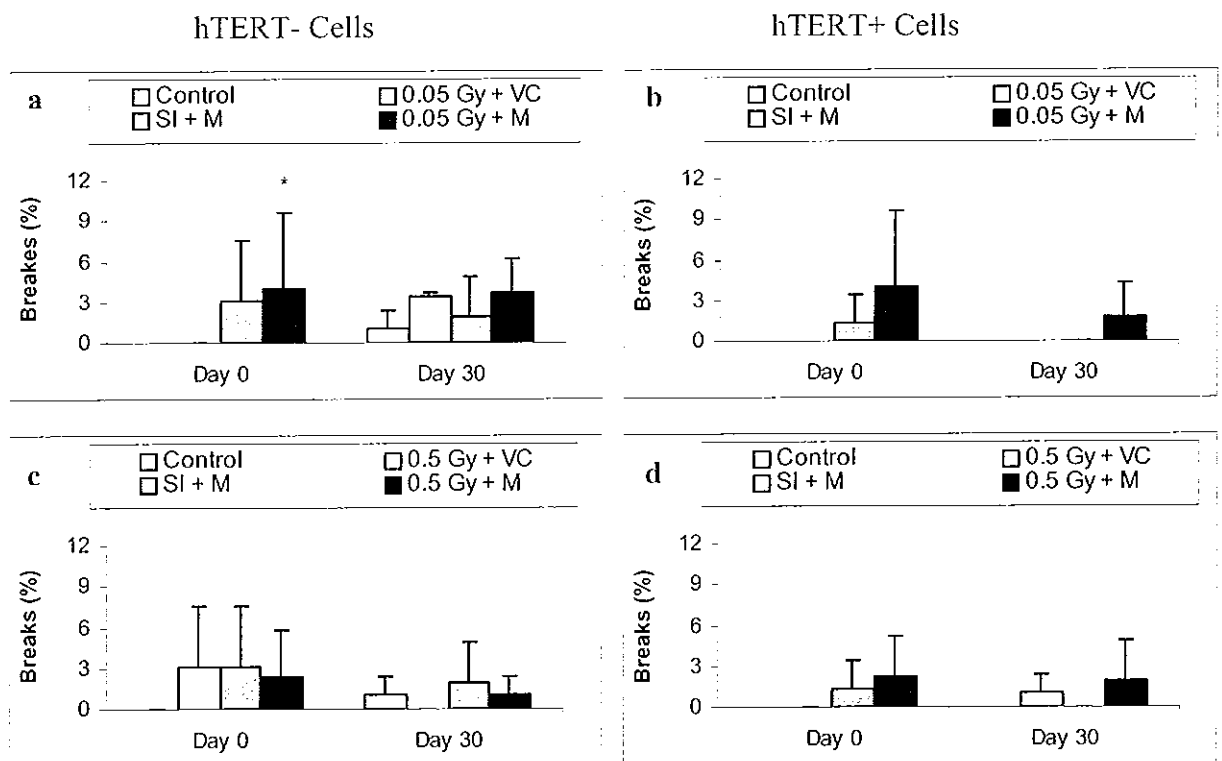 hTERT- Cells
hTERT+ Cells
a
Control
0.05 Gy + VC
SI + M
0.05 Gy + M
12
*
9
6
3
0
Breakes (%)
Day 0
Day 30
b
Control
0.05 Gy + VC
SI + M
0.05 Gy + M
12
9
6
3
0
Breaks (%)
Day 0
Day 30
c
Control
0.5 Gy + VC
SI + M
0.5 Gy + M
12
9
6
3
0
Breaks (%)
Day 0
Day 30
d
Control
0.5 Gy + VC
SI + M
0.5 Gy + M
12
9
6
3
0
Breaks (%)
Day 0
Day 30